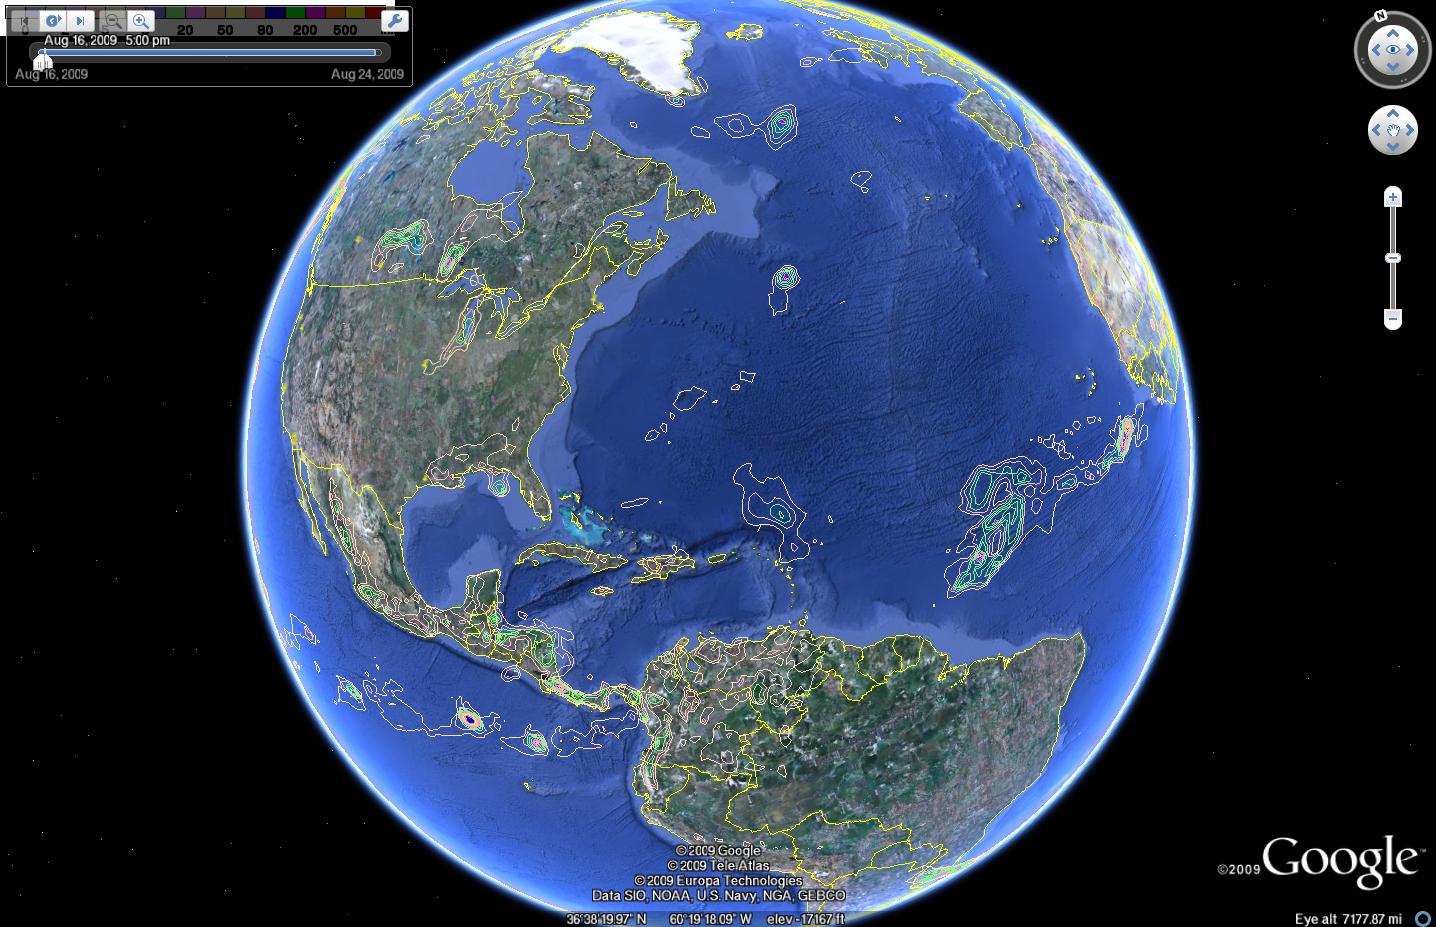 20 50 80 200 500
Aug 16, 2009 5:00 pm
Aug 16, 2009 Aug 24, 2009
N
©2009 Google
© 2009 Google
© 2009 Tele Atlas
© 2009 Europa Technologies
Data SIO, NOAA, U.S. Navy, NGA, GEBCO
36°38'19.97" N 60°19'18.09" W elev -17167 ft
Eye alt 7177.87 mi